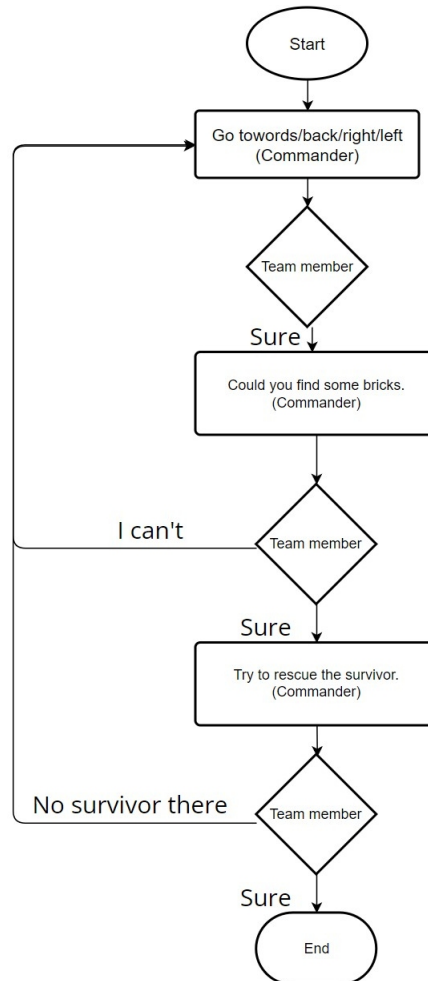 Start
Go towords/back/right/left
(Commander)
Team member
Sure
Could you find some bricks.
(Commander)
I can't
Team member
Sure
Try to rescue the survivor.
(Commander)
No survivor there
Team member
Sure
End